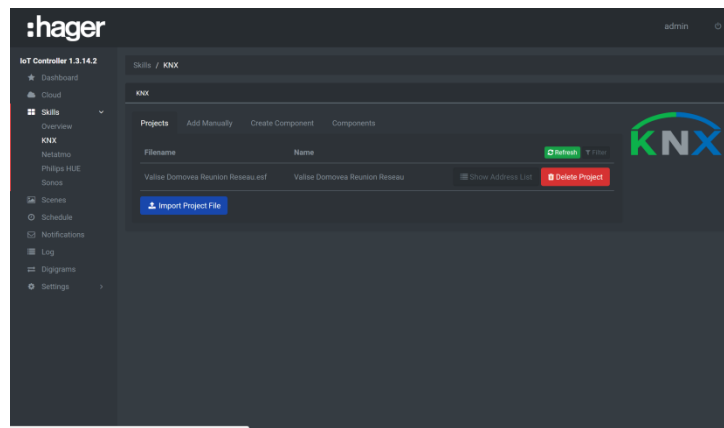 :hager
admin
IoT Controller 1.3.14.2
Dashboard
Cloud
Skills
Overview
KNX
Netatmo
Philips HUE
Sonos
Scenes
Schedule
Notifications
Log
Digigrams
Settings
Skills / KNX
KNX
Projects Add Manually Create Component Components
Filename Name Refresh Filter
Valise Domovea Reunion Reseau.esf Valise Domovea Reunion Reseau Show Address List Delete Project
Import Project File
KNX